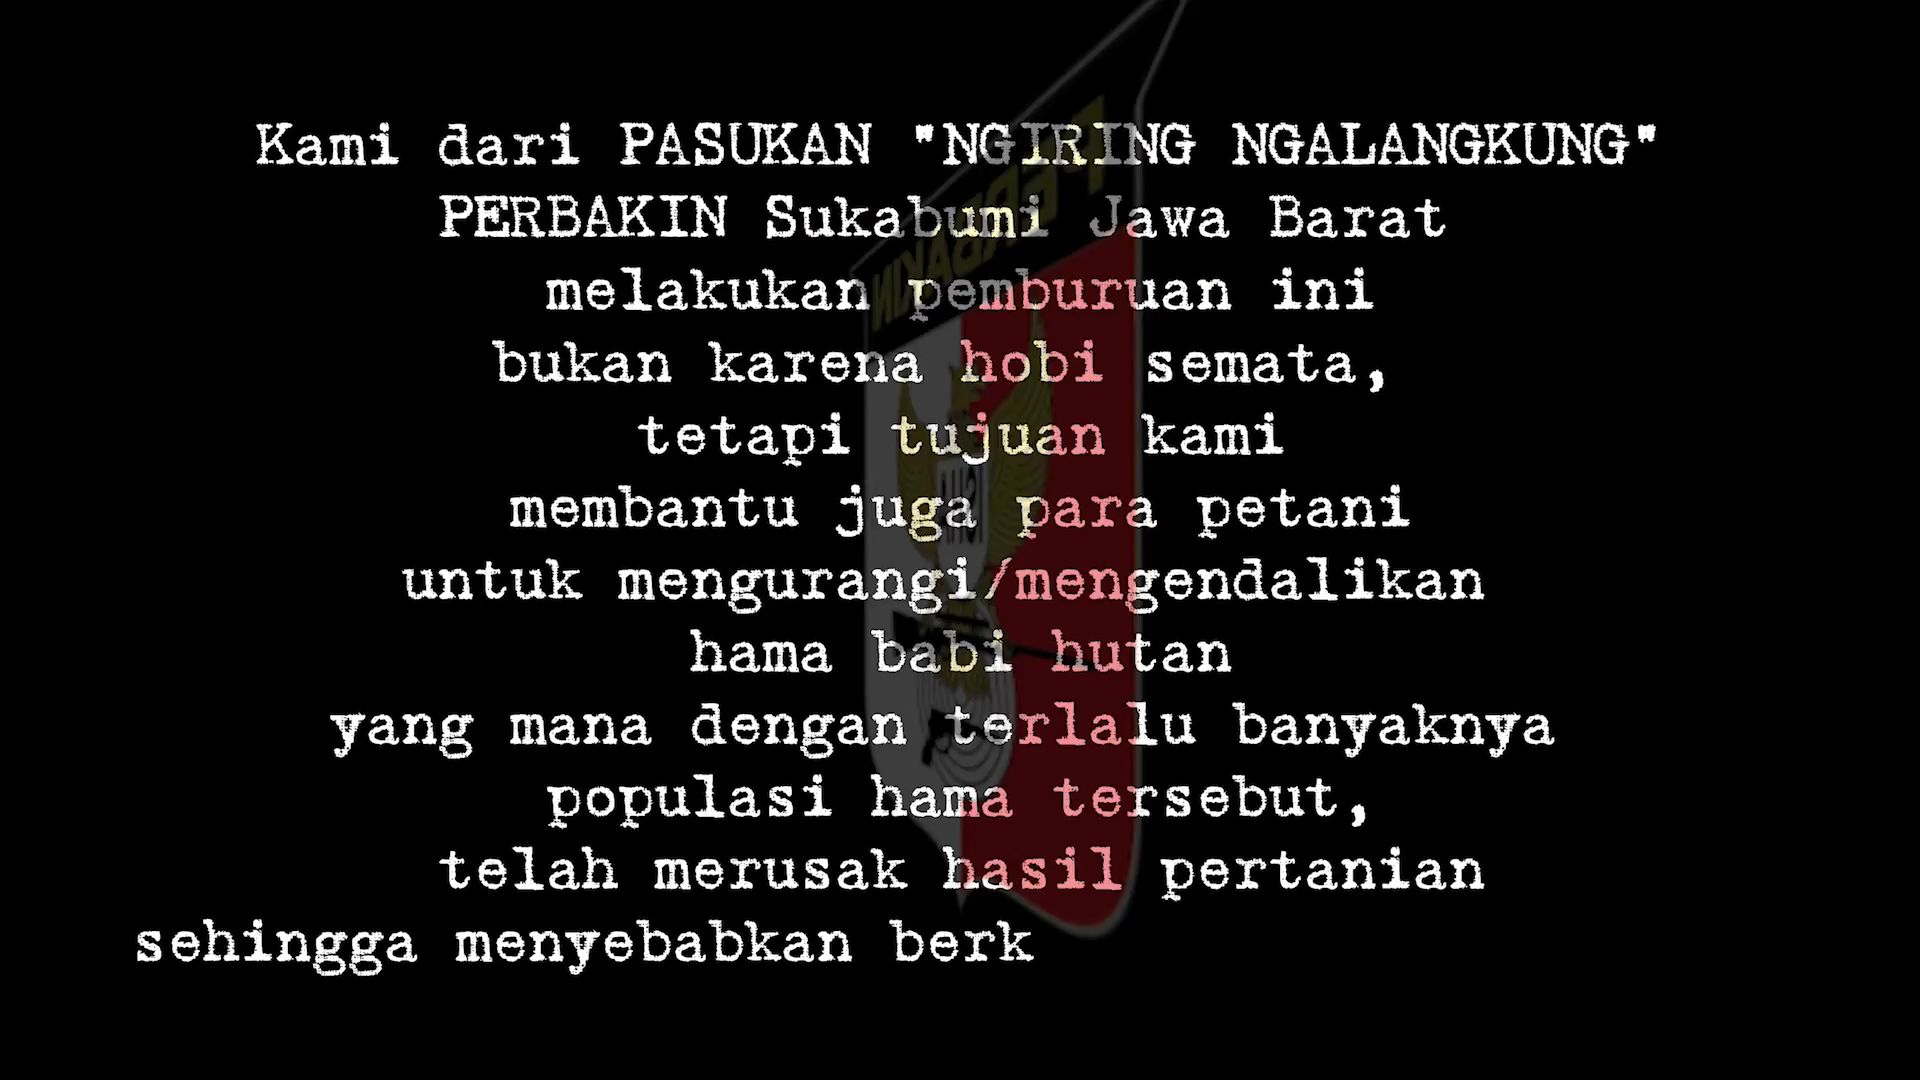 Kami dari PASUKAN "NGIRING NGALANGKUNG"
PERBAKIN Sukabumi Jawa Barat
melakukan pemburuan ini
bukan karena hobi semata,
tetapi tujuan kami
membantu juga para petani
untuk mengurangi/mengendalikan
hama babi hutan
yang mana dengan terlalu banyaknya
populasi hama tersebut,
telah merusak hasil pertanian
sehingga menyebabkan berk
PERBAKIN